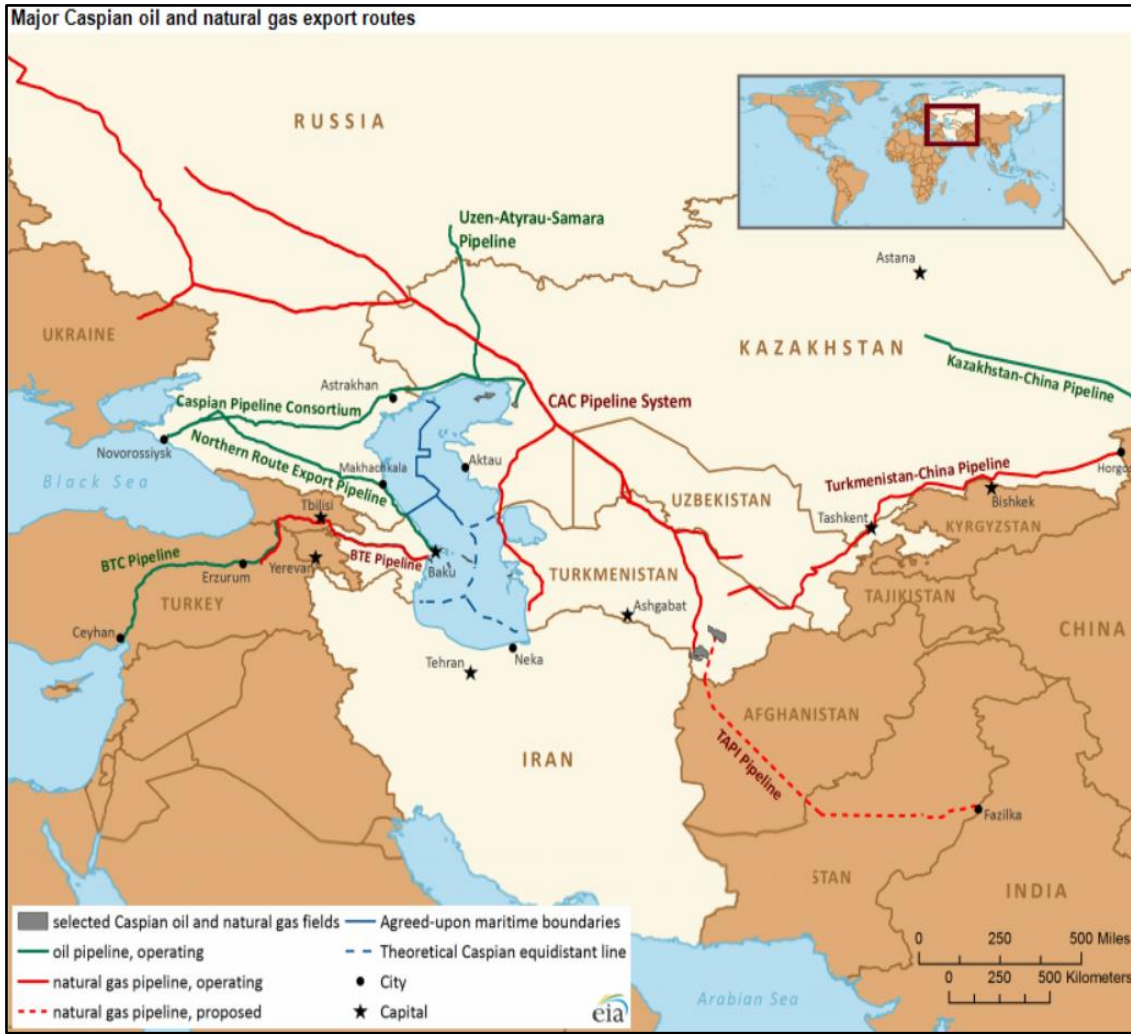 Major Caspian oil and natural gas export routes
RUSSIA
Uzen-Atyrau-Samara
Pipeline
Astana
UKRAINE
KAZAKHSTAN
Kazakhstan-China Pipeline
Astrakhan
Caspian Pipeline Consortium
CAC Pipeline System
Novorossiysk
Northern Route Export Pipeline
Makhachkala
Aktau
Black Sea
Turkmenistan-China Pipeline
Horgos
UZBEKISTAN
Bishkek
Tbilisi
Tashkent
KYRGYZSTAN
BTC Pipeline
BTE Pipeline
Baku
Erzurum
Yerevan
TURKMENISTAN
TURKEY
Ashgabat
TAJIKISTAN
Ceyhan
CHINA
Neka
Tehran
AFGHANISTAN
IRAN
TAPI Pipeline
Fazilka
STAN
INDIA
selected Caspian oil and natural gas fields
Agreed-upon maritime boundaries
oil pipeline, operating
Theoretical Caspian equidistant line
natural gas pipeline, operating
City
natural gas pipeline, proposed
Capital
eia
Arabian Sea
0 250 500 Miles
0 250 500 Kilometers